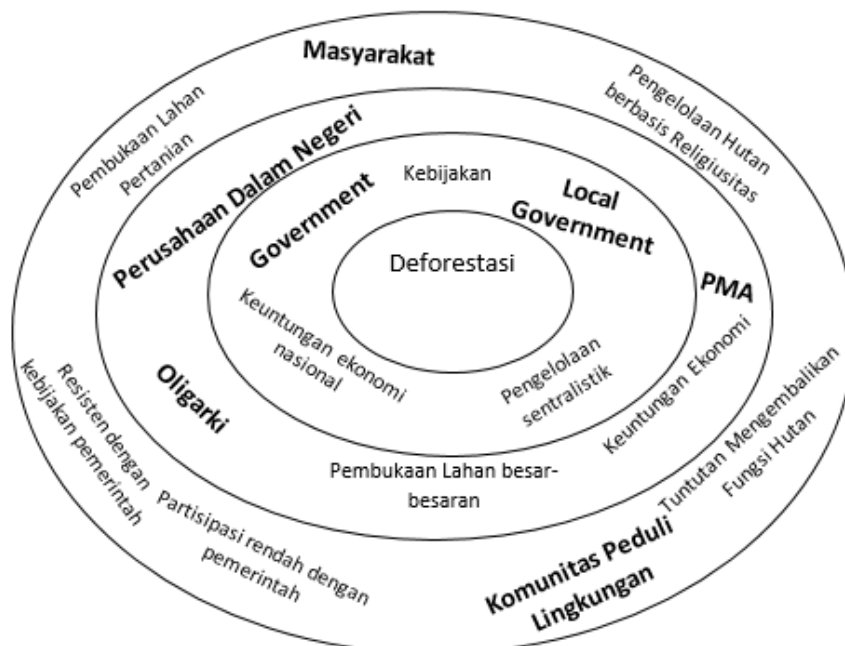 Masyarakat
Pembukaan Lahan
Pertanian
Pengelolaan Hutan
berbasis Religiusitas
Perusahaan Dalam Negeri
Government
Kebijakan
Local
Government
Deforestasi
PMA
Keuntungan ekonomi
nasional
Pengelolaan
sentralistik
Keuntungan Ekonomi
Oligarki
Pembukaan Lahan besar-
besaran
Resisten dengan
kebijakan pemerintah
Partisipasi rendah dengan
pemerintah
Tuntutan Mengembalikan
Fungsi Hutan
Komunitas Peduli
Lingkungan